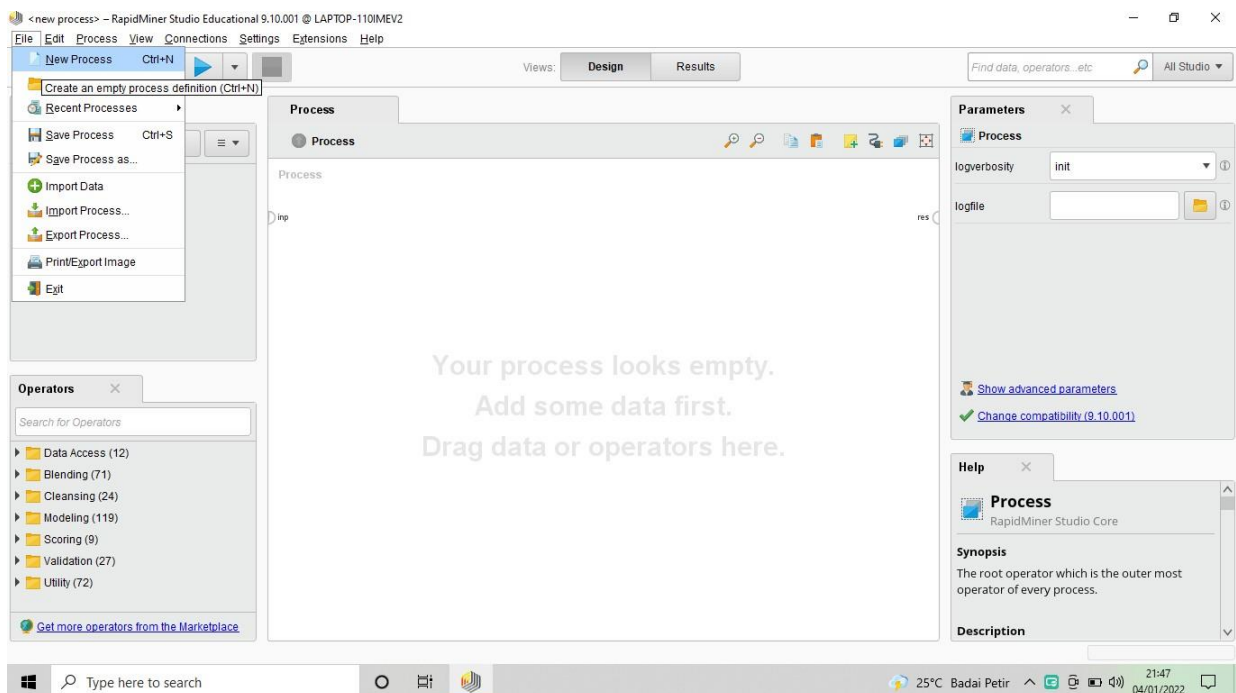 <new process> – RapidMiner Studio Educational 9.10.001 @ LAPTOP-110IMEV2
File Edit Process View Connections Settings Extensions Help
New Process Ctrl+N
Create an empty process definition (Ctrl+N)
Recent Processes
Save Process Ctrl+S
Save Process as...
Import Data
Import Process...
Export Process...
Print/Export Image
Exit
Views: Design Results
Find data, operators...etc
All Studio
Process
Process
Process
inp
res
Your process looks empty.
Add some data first.
Drag data or operators here.
Operators
Search for Operators
Data Access (12)
Blending (71)
Cleansing (24)
Modeling (119)
Scoring (9)
Validation (27)
Utility (72)
Get more operators from the Marketplace
Parameters
Process
logverbosity init
logfile
Show advanced parameters
Change compatibility (9.10.001)
Help
Process
RapidMiner Studio Core
Synopsis
The root operator which is the outer most
operator of every process.
Description
Type here to search
25°C Badai Petir
21:47
04/01/2022